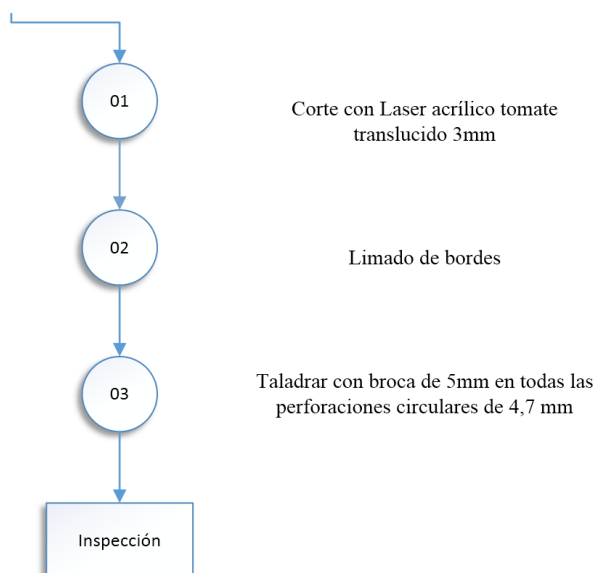 01
Corte con Laser acrílico tomate
translucido 3mm
02
Limado de bordes
03
Taladrar con broca de 5mm en todas las
perforaciones circulares de 4,7 mm
Inspección